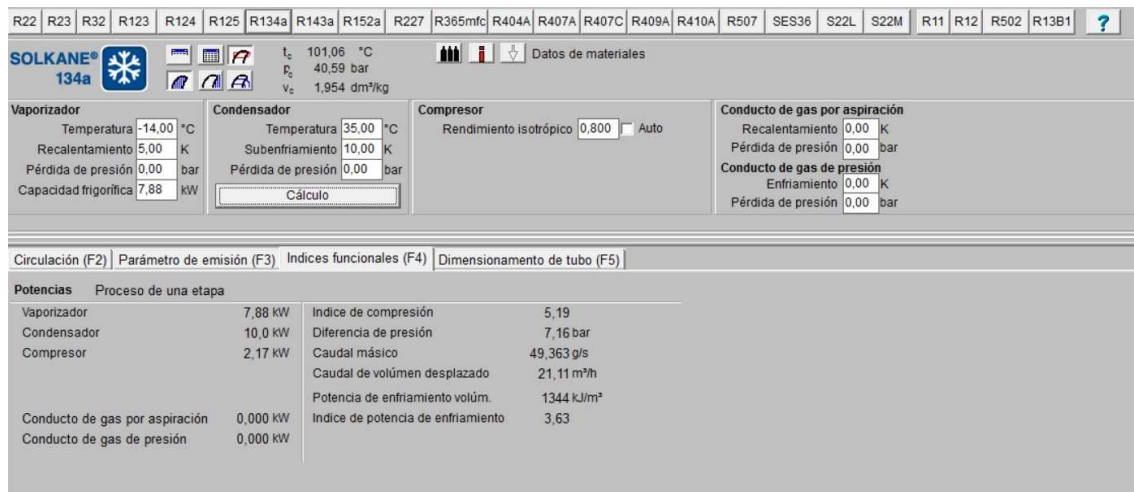 R22 R23 R32 R123 R124 R125 R134a R143a R152a R227 R365mfc R404A R407A R407C R409A R410A R507 SES36 S22L S22M R11 R12 R502 R13B1 ?
SOLKANE®
134a
tc 101,06 °C
pc 40,59 bar
vc 1,954 dm³/kg
Datos de materiales
Vaporizador
Temperatura -14,00 °C
Recalentamiento 5,00 K
Pérdida de presión 0,00 bar
Capacidad frigorífica 7,88 kW
Condensador
Temperatura 35,00 °C
Subenfriamiento 10,00 K
Pérdida de presión 0,00 bar
Cálculo
Compresor
Rendimiento isotrópico 0,800 Auto
Conducto de gas por aspiración
Recalentamiento 0,00 K
Pérdida de presión 0,00 bar
Conducto de gas de presión
Enfriamiento 0,00 K
Pérdida de presión 0,00 bar
Circulación (F2) Parámetro de emisión (F3) Indices funcionales (F4) Dimensionamento de tubo (F5)
Potencias Proceso de una etapa
Vaporizador 7,88 kW
Condensador 10,0 kW
Compresor 2,17 kW
Conducto de gas por aspiración 0,000 kW
Conducto de gas de presión 0,000 kW
Indice de compresión 5,19
Diferencia de presión 7,16 bar
Caudal másico 49,363 g/s
Caudal de volúmen desplazado 21,11 m³/h
Potencia de enfriamiento volúm. 1344 kJ/m³
Indice de potencia de enfriamiento 3,63